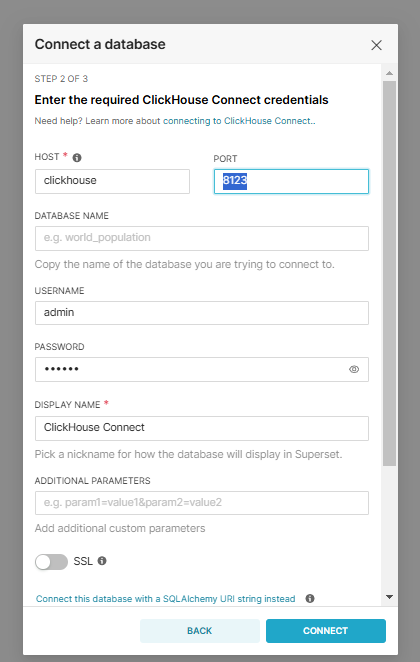 Connect a database
STEP 2 OF 3
Enter the required ClickHouse Connect credentials
Need help? Learn more about connecting to ClickHouse Connect..
HOST *
PORT
clickhouse
8123
DATABASE NAME
e.g. world_population
Copy the name of the database you are trying to connect to.
USERNAME
admin
PASSWORD
••••••
DISPLAY NAME *
ClickHouse Connect
Pick a nickname for how the database will display in Superset.
ADDITIONAL PARAMETERS
e.g. param1=value1&param2=value2
Add additional custom parameters
SSL
Connect this database with a SQLAlchemy URI string instead
BACK
CONNECT